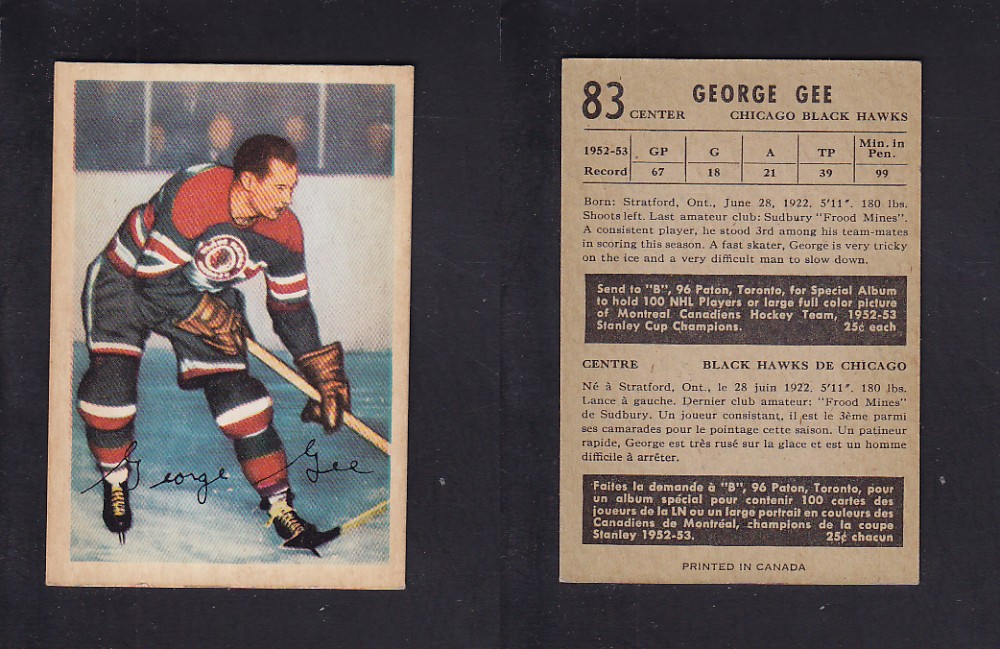 George Gee
83 CENTER GEORGE GEE
CHICAGO BLACK HAWKS
1952-53 GP G A TP Min. in Pen.
Record 67 18 21 39 99
Born: Stratford, Ont., June 28, 1922. 5'11". 180 lbs.
Shoots left. Last amateur club: Sudbury "Frood Mines".
A consistent player, he stood 3rd among his team-mates
in scoring this season. A fast skater, George is very tricky
on the ice and a very difficult man to slow down.
Send to "B", 96 Paton, Toronto, for Special Album
to hold 100 NHL Players or large full color picture
of Montreal Canadiens Hockey Team, 1952-53
Stanley Cup Champions. 25¢ each
CENTRE BLACK HAWKS DE CHICAGO
Né à Stratford, Ont., le 28 juin 1922. 5'11". 180 lbs.
Lance à gauche. Dernier club amateur: "Frood Mines"
de Sudbury. Un joueur consistant, il est le 3ème parmi
ses camarades pour le pointage cette saison. Un patineur
rapide, George est très rusé sur la glace et est un homme
difficile à arrêter.
Faites la demande à "B", 96 Paton, Toronto, pour
un album spécial pour contenir 100 cartes des
joueurs de la LN ou un large portrait en couleurs des
Canadiens de Montréal, champions de la coupe
Stanley 1952-53. 25¢ chacun
PRINTED IN CANADA